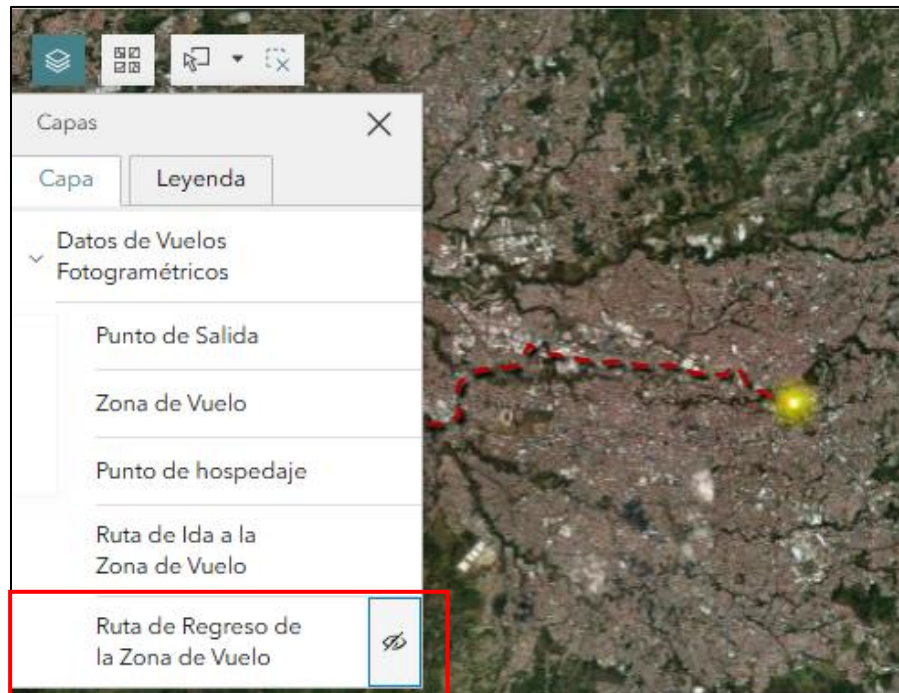 Capas
Capa
Leyenda
Datos de Vuelos
Fotogramétricos
Punto de Salida
Zona de Vuelo
Punto de hospedaje
Ruta de Ida a la
Zona de Vuelo
Ruta de Regreso de
la Zona de Vuelo